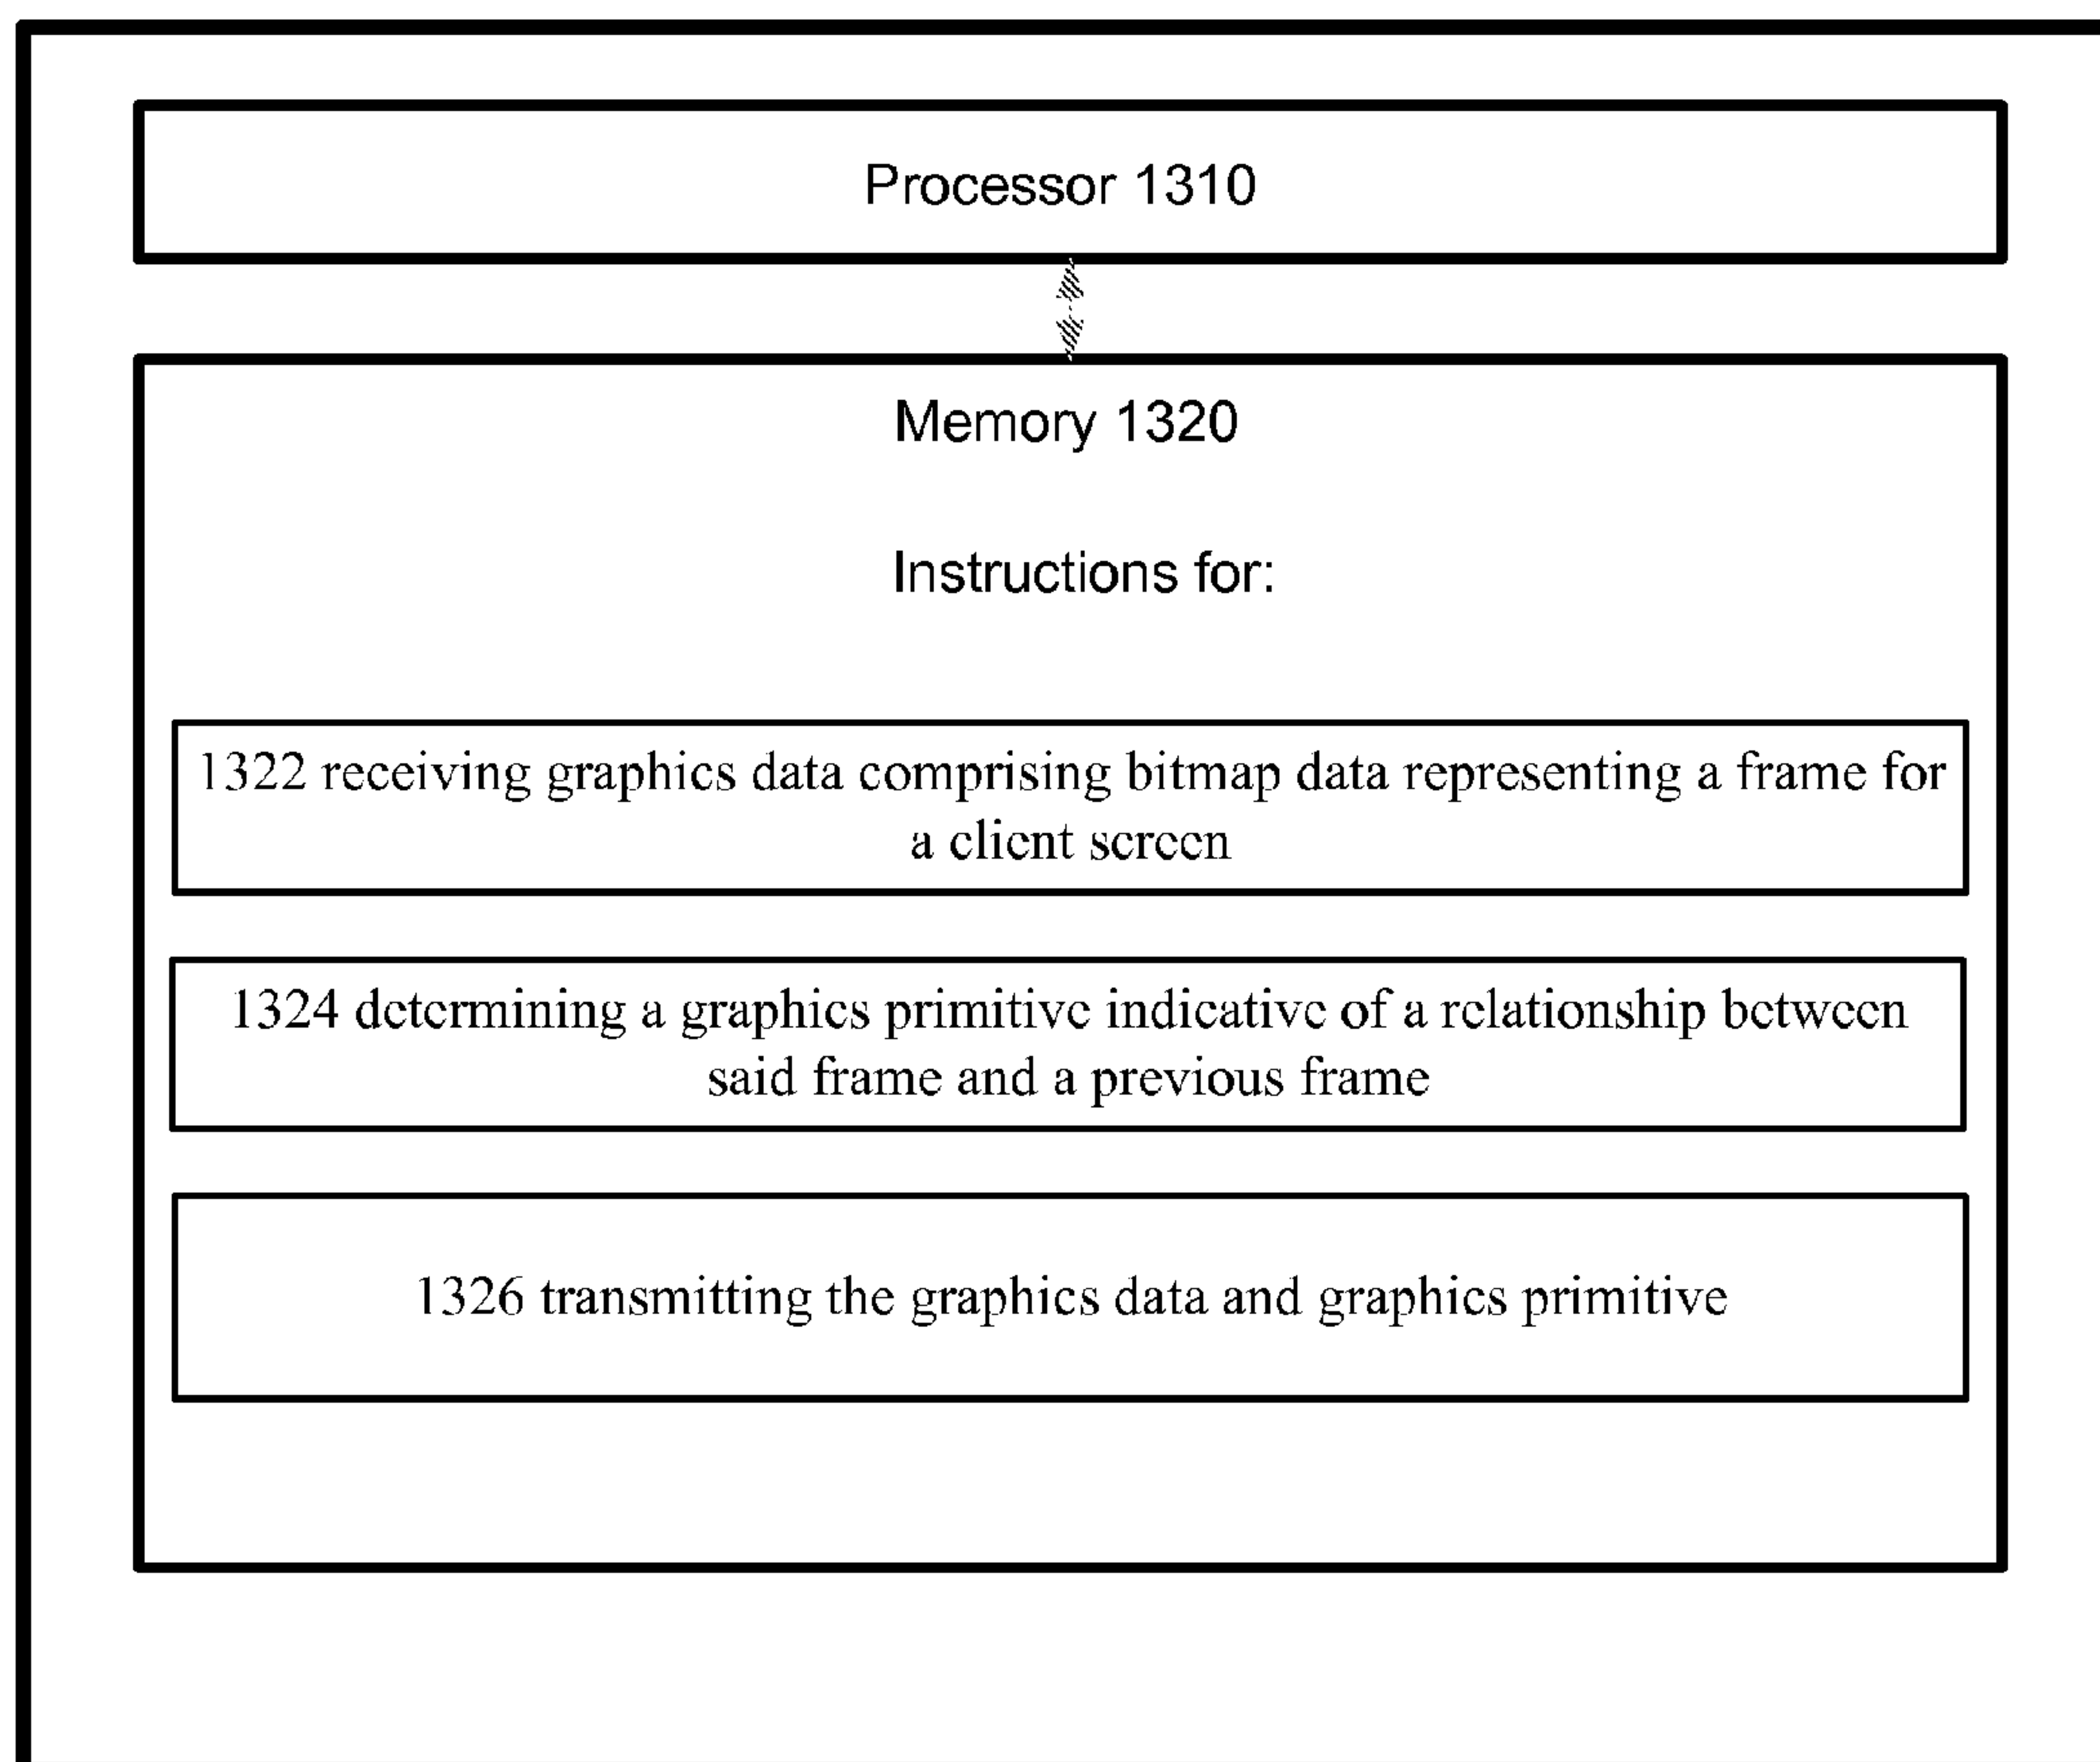 Processor 1310
Memory 1320
Instructions for:
1322 receiving graphics data comprising bitmap data representing a frame for
a client screen
1324 determining a graphics primitive indicative of a relationship between
said frame and a previous frame
1326 transmitting the graphics data and graphics primitive